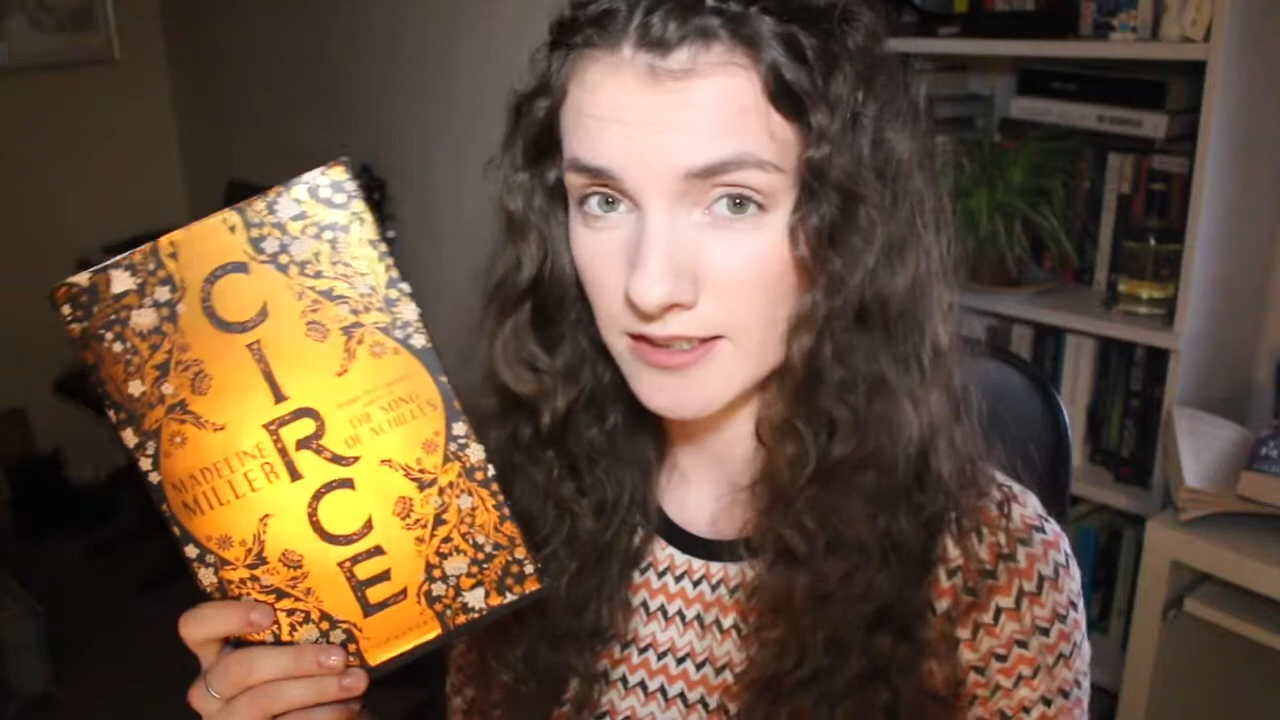 CIRCE
THE SONG
OF ACHILLES
MADELINE
MILLER